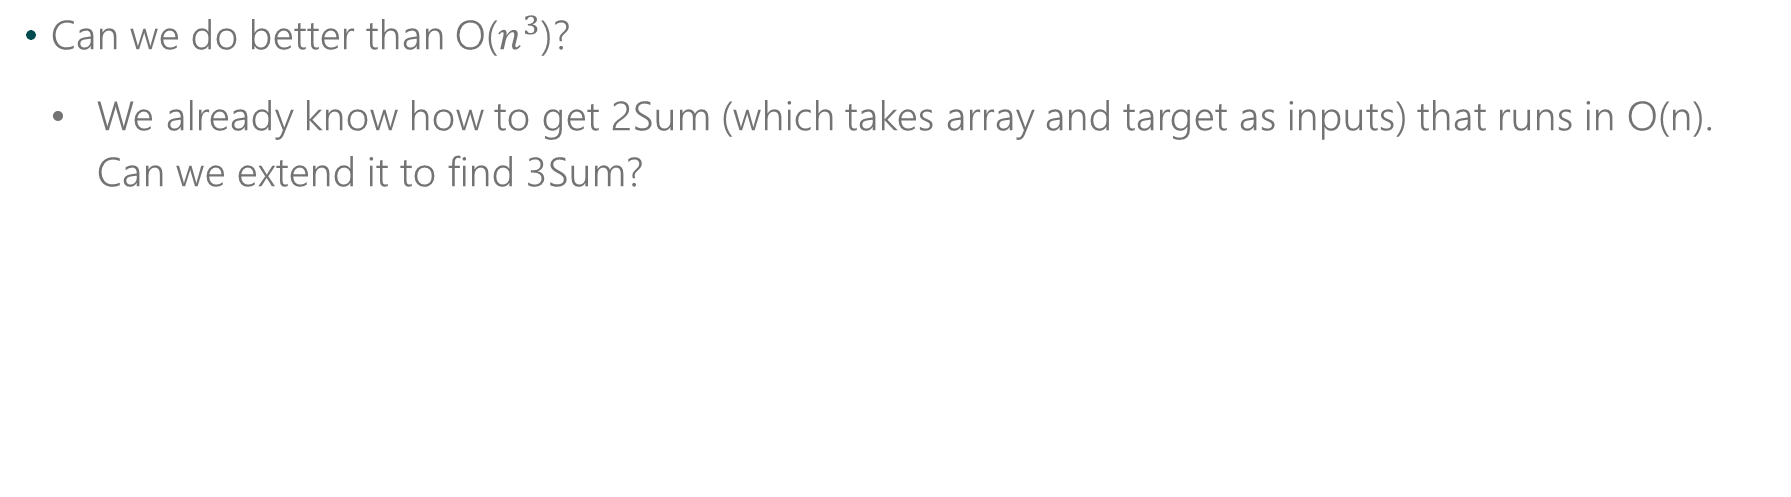 • Can we do better than O(n³)?
• We already know how to get 2Sum (which takes array and target as inputs) that runs in O(n).
Can we extend it to find 3Sum?